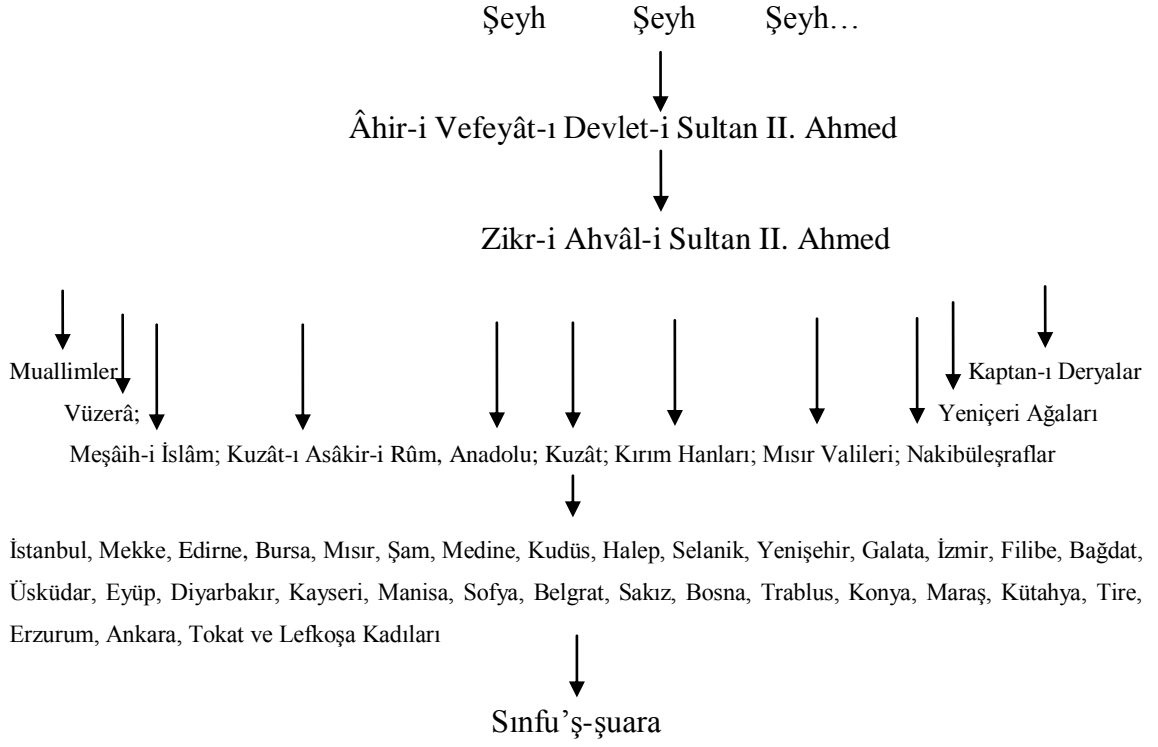 Şeyh Şeyh Şeyh…
Âhir-i Vefeyât-ı Devlet-i Sultan II. Ahmed
Zikr-i Ahvâl-i Sultan II. Ahmed
Muallimler Kaptan-ı Deryalar
Vüzerâ; Yeniçeri Ağaları
Meşâih-i İslâm; Kuzât-ı Asâkir-i Rûm, Anadolu; Kuzât; Kırım Hanları; Mısır Valileri; Nakibüleşraflar
İstanbul, Mekke, Edirne, Bursa, Mısır, Şam, Medine, Kudüs, Halep, Selanik, Yenişehir, Galata, İzmir, Filibe, Bağdat,
Üsküdar, Eyüp, Diyarbakır, Kayseri, Manisa, Sofya, Belgrat, Sakız, Bosna, Trablus, Konya, Maraş, Kütahya, Tire,
Erzurum, Ankara, Tokat ve Lefkoşa Kadıları
Sınfu’ş-şuara